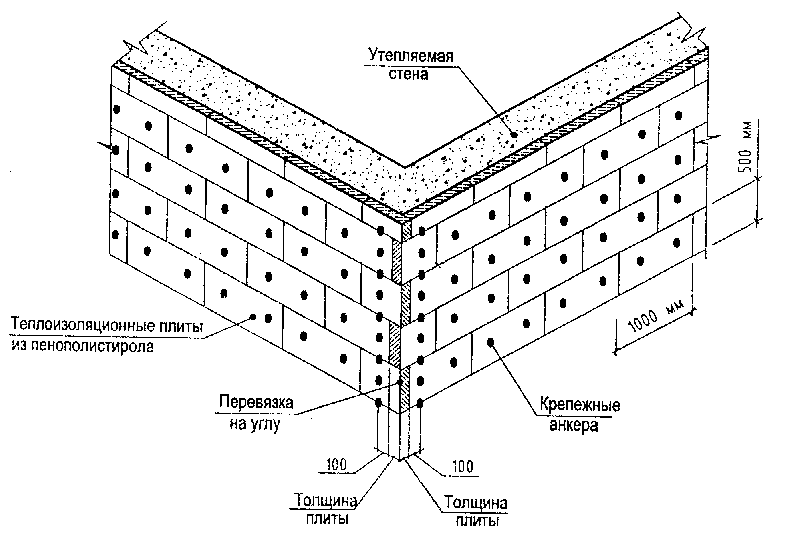 Утепляемая
стена
500 мм
1000 мм
Теплоизоляционные плиты
из пенополистирола
Перевязка
на углу
Крепежные
анкера
100
100
Толщина
плиты
Толщина
плиты